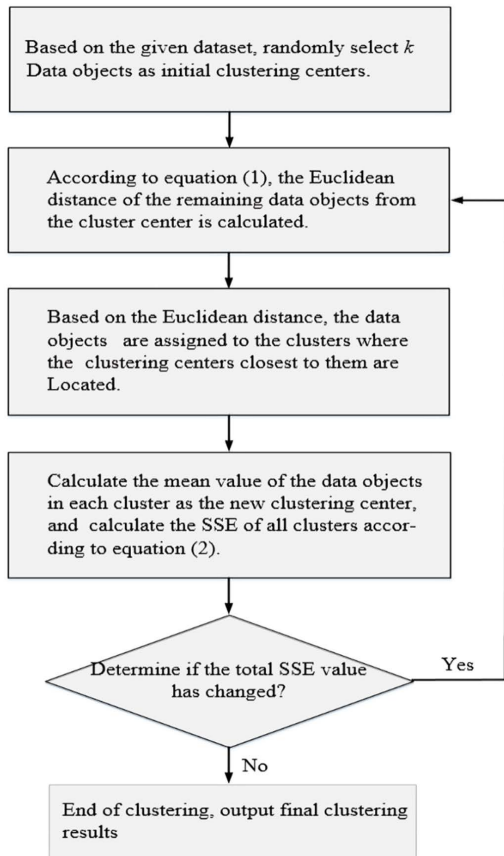 Based on the given dataset, randomly select k
Data objects as initial clustering centers.
According to equation (1), the Euclidean
distance of the remaining data objects from
the cluster center is calculated.
Based on the Euclidean distance, the data
objects are assigned to the clusters where
the clustering centers closest to them are
Located.
Calculate the mean value of the data objects
in each cluster as the new clustering center,
and calculate the SSE of all clusters accor-
ding to equation (2).
Determine if the total SSE value
has changed?
Yes
No
End of clustering, output final clustering
results